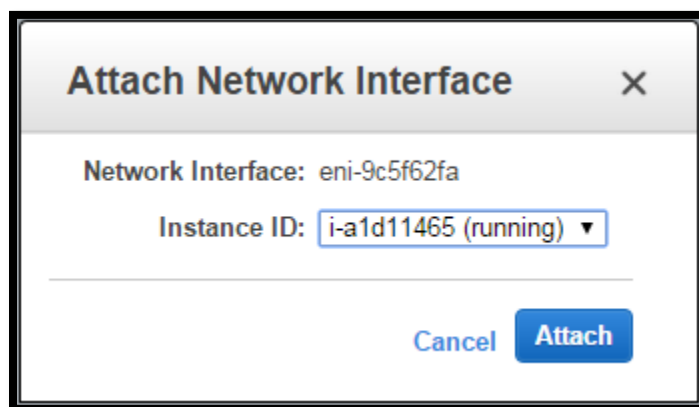 Attach Network Interface ×
Network Interface: eni-9c5f62fa
Instance ID: i-a1d11465 (running) ▼
Cancel Attach